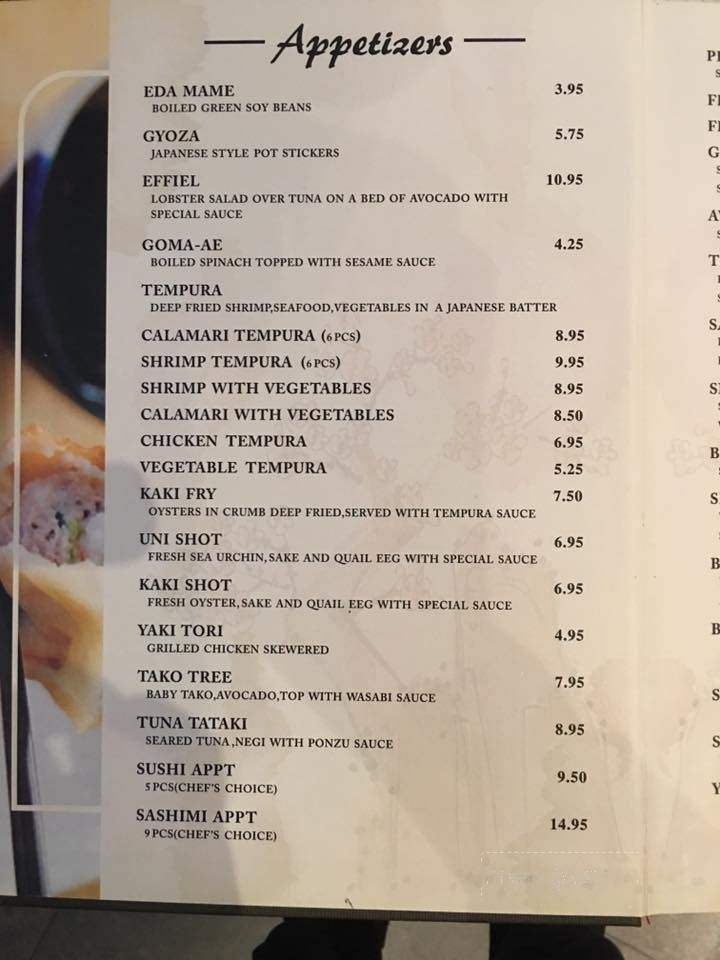 Appetizers
EDA MAME 3.95
BOILED GREEN SOY BEANS
GYOZA 5.75
JAPANESE STYLE POT STICKERS
EFFIEL 10.95
LOBSTER SALAD OVER TUNA ON A BED OF AVOCADO WITH
SPECIAL SAUCE
GOMA-AE 4.25
BOILED SPINACH TOPPED WITH SESAME SAUCE
TEMPURA
DEEP FRIED SHRIMP,SEAFOOD,VEGETABLES IN A JAPANESE BATTER
CALAMARI TEMPURA (6 PCS) 8.95
SHRIMP TEMPURA (6 PCS) 9.95
SHRIMP WITH VEGETABLES 8.95
CALAMARI WITH VEGETABLES 8.50
CHICKEN TEMPURA 6.95
VEGETABLE TEMPURA 5.25
KAKI FRY 7.50
OYSTERS IN CRUMB DEEP FRIED,SERVED WITH TEMPURA SAUCE
UNI SHOT 6.95
FRESH SEA URCHIN,SAKE AND QUAIL EEG WITH SPECIAL SAUCE
KAKI SHOT 6.95
FRESH OYSTER,SAKE AND QUAIL EEG WITH SPECIAL SAUCE
YAKI TORI 4.95
GRILLED CHICKEN SKEWERED
TAKO TREE 7.95
BABY TAKO,AVOCADO,TOP WITH WASABI SAUCE
TUNA TATAKI 8.95
SEARED TUNA,NEGI WITH PONZU SAUCE
SUSHI APPT 9.50
5 PCS(CHEF'S CHOICE)
SASHIMI APPT 14.95
9 PCS(CHEF'S CHOICE)